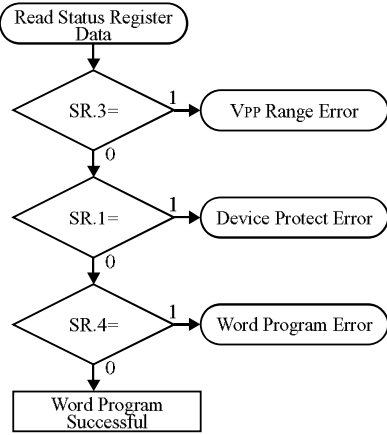 Read Status Register
Data
SR.3=
1
VPP Range Error
0
SR.1=
1
Device Protect Error
0
SR.4=
1
Word Program Error
0
Word Program
Successful